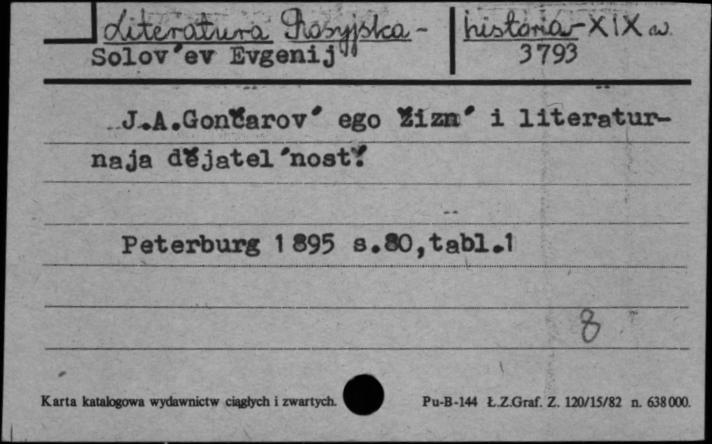 Literatura Rosyjska - historia - XIX w.
Solov'ev Evgenij 3793
J.A.Gončarov' ego žizn' i literatur-
naja dějatel'nost'.
Peterburg 1895 s.80,tabl.1
8
Karta katalogowa wydawnictw ciągłych i zwartych. Pu-B-144 Ł.Z.Graf. Z. 120/15/82 n. 638000.